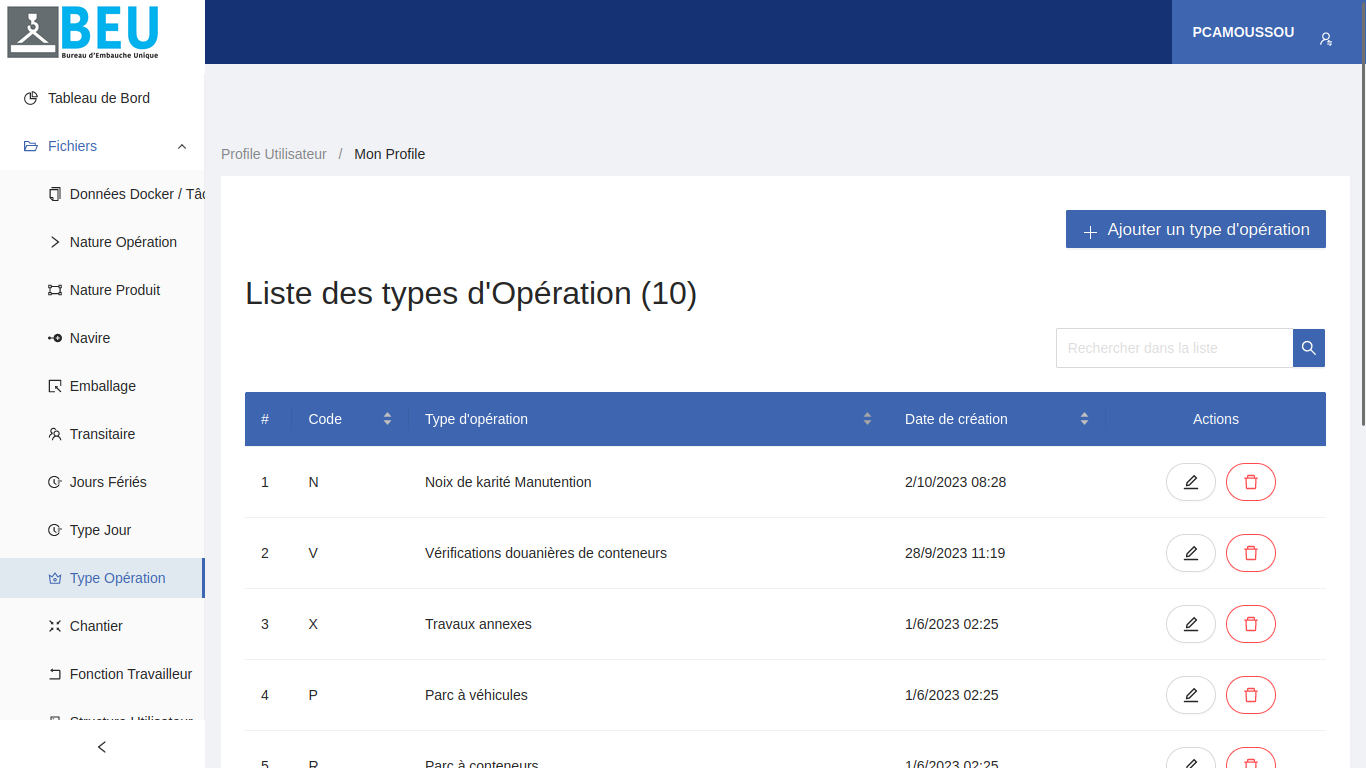 BEU
Bureau d'Embauche Unique
PCAMOUSSOU
Tableau de Bord
Fichiers
Données Docker / Tâc
Nature Opération
Nature Produit
Navire
Emballage
Transitaire
Jours Fériés
Type Jour
Type Opération
Chantier
Fonction Travailleur
Structure Utilisateur
Profile Utilisateur / Mon Profile
+ Ajouter un type d'opération
Liste des types d'Opération (10)
Rechercher dans la liste
# Code Type d'opération Date de création Actions
1 N Noix de karité Manutention 2/10/2023 08:28
2 V Vérifications douanières de conteneurs 28/9/2023 11:19
3 X Travaux annexes 1/6/2023 02:25
4 P Parc à véhicules 1/6/2023 02:25
5 R Parc à conteneurs 1/6/2023 02:25